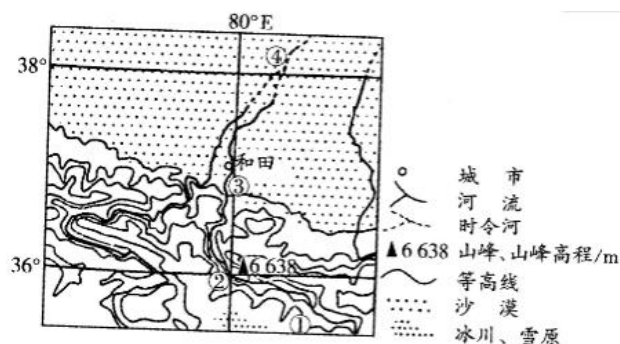 80°E
④
38°
和田
③
▲6 638
36°
②
①
城市
河流
时令河
▲6 638 山峰、山峰高程/m
等高线
沙漠
冰川、雪原